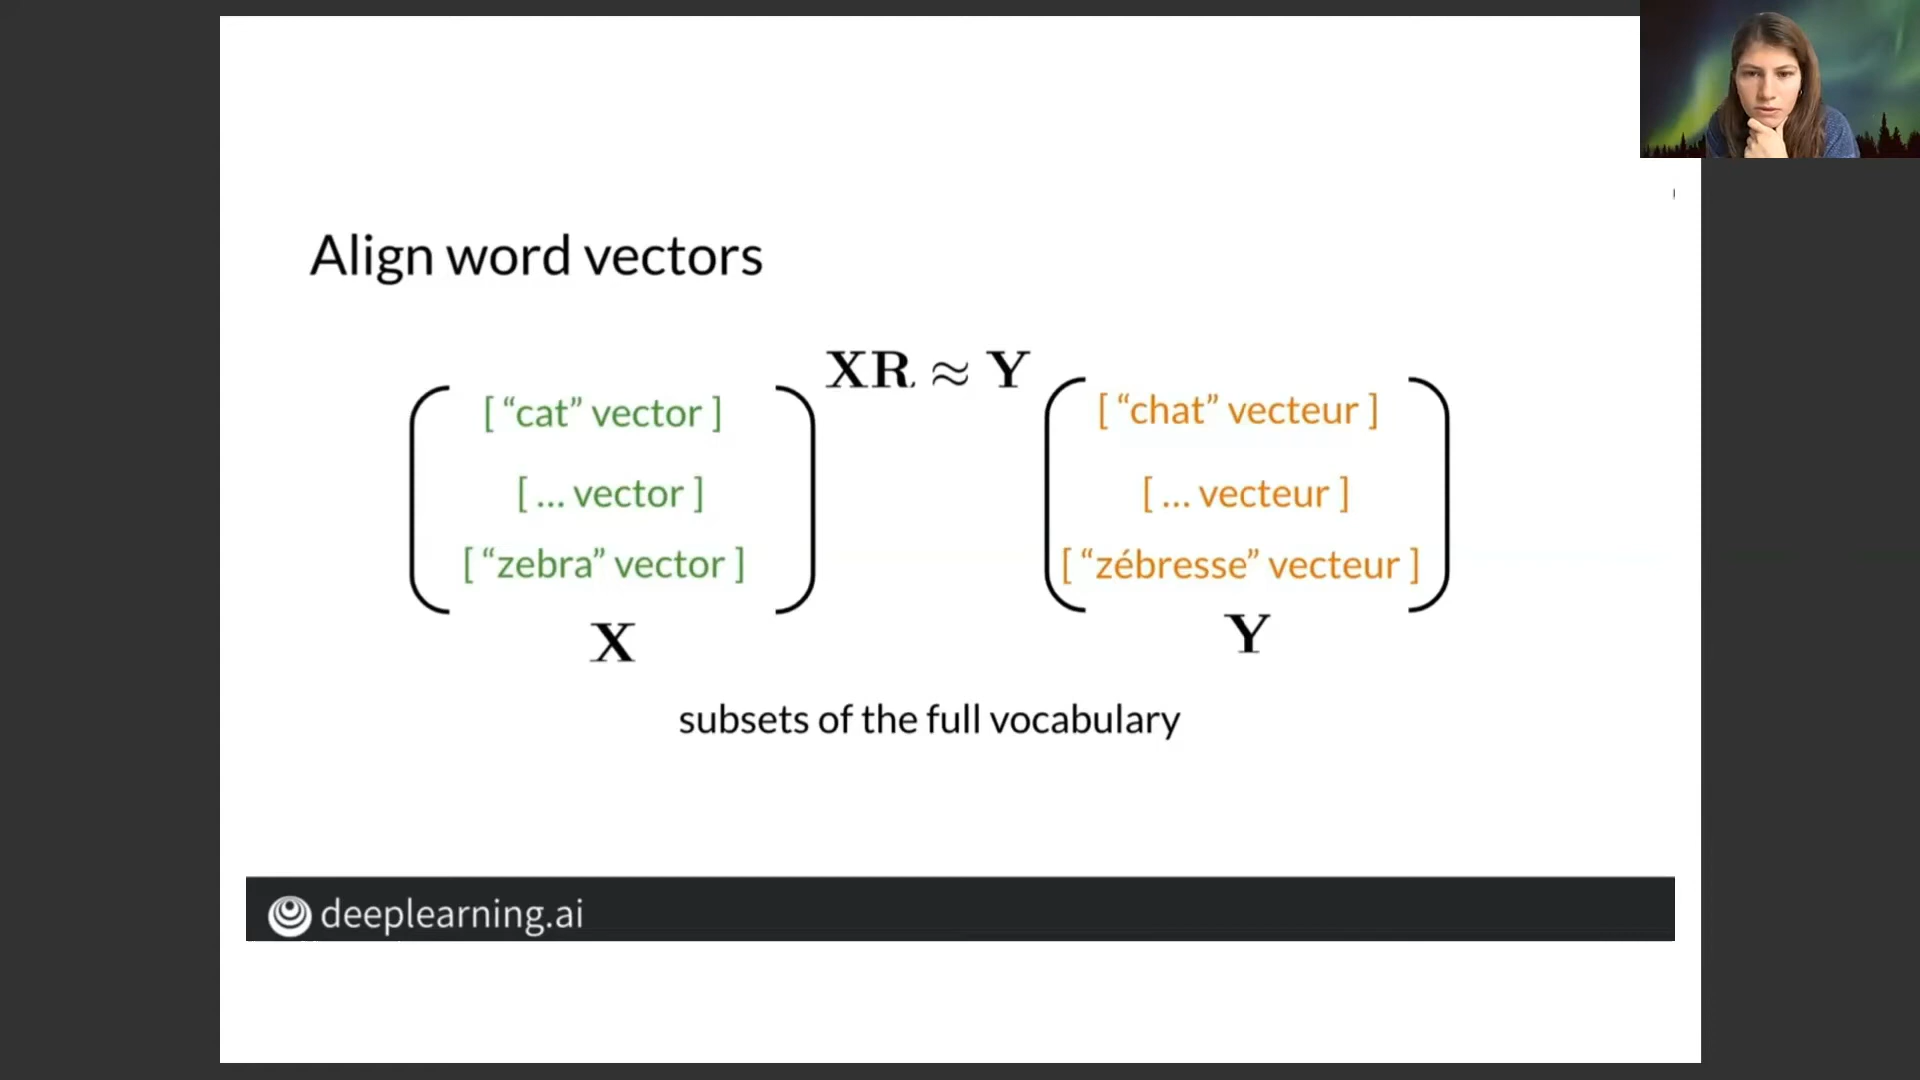 Align word vectors
XR ≈ Y
[ “cat” vector ]
[ ... vector ]
[ “zebra” vector ]
X
[ “chat” vecteur ]
[ ... vecteur ]
[ “zébresse” vecteur ]
Y
subsets of the full vocabulary
deeplearning.ai